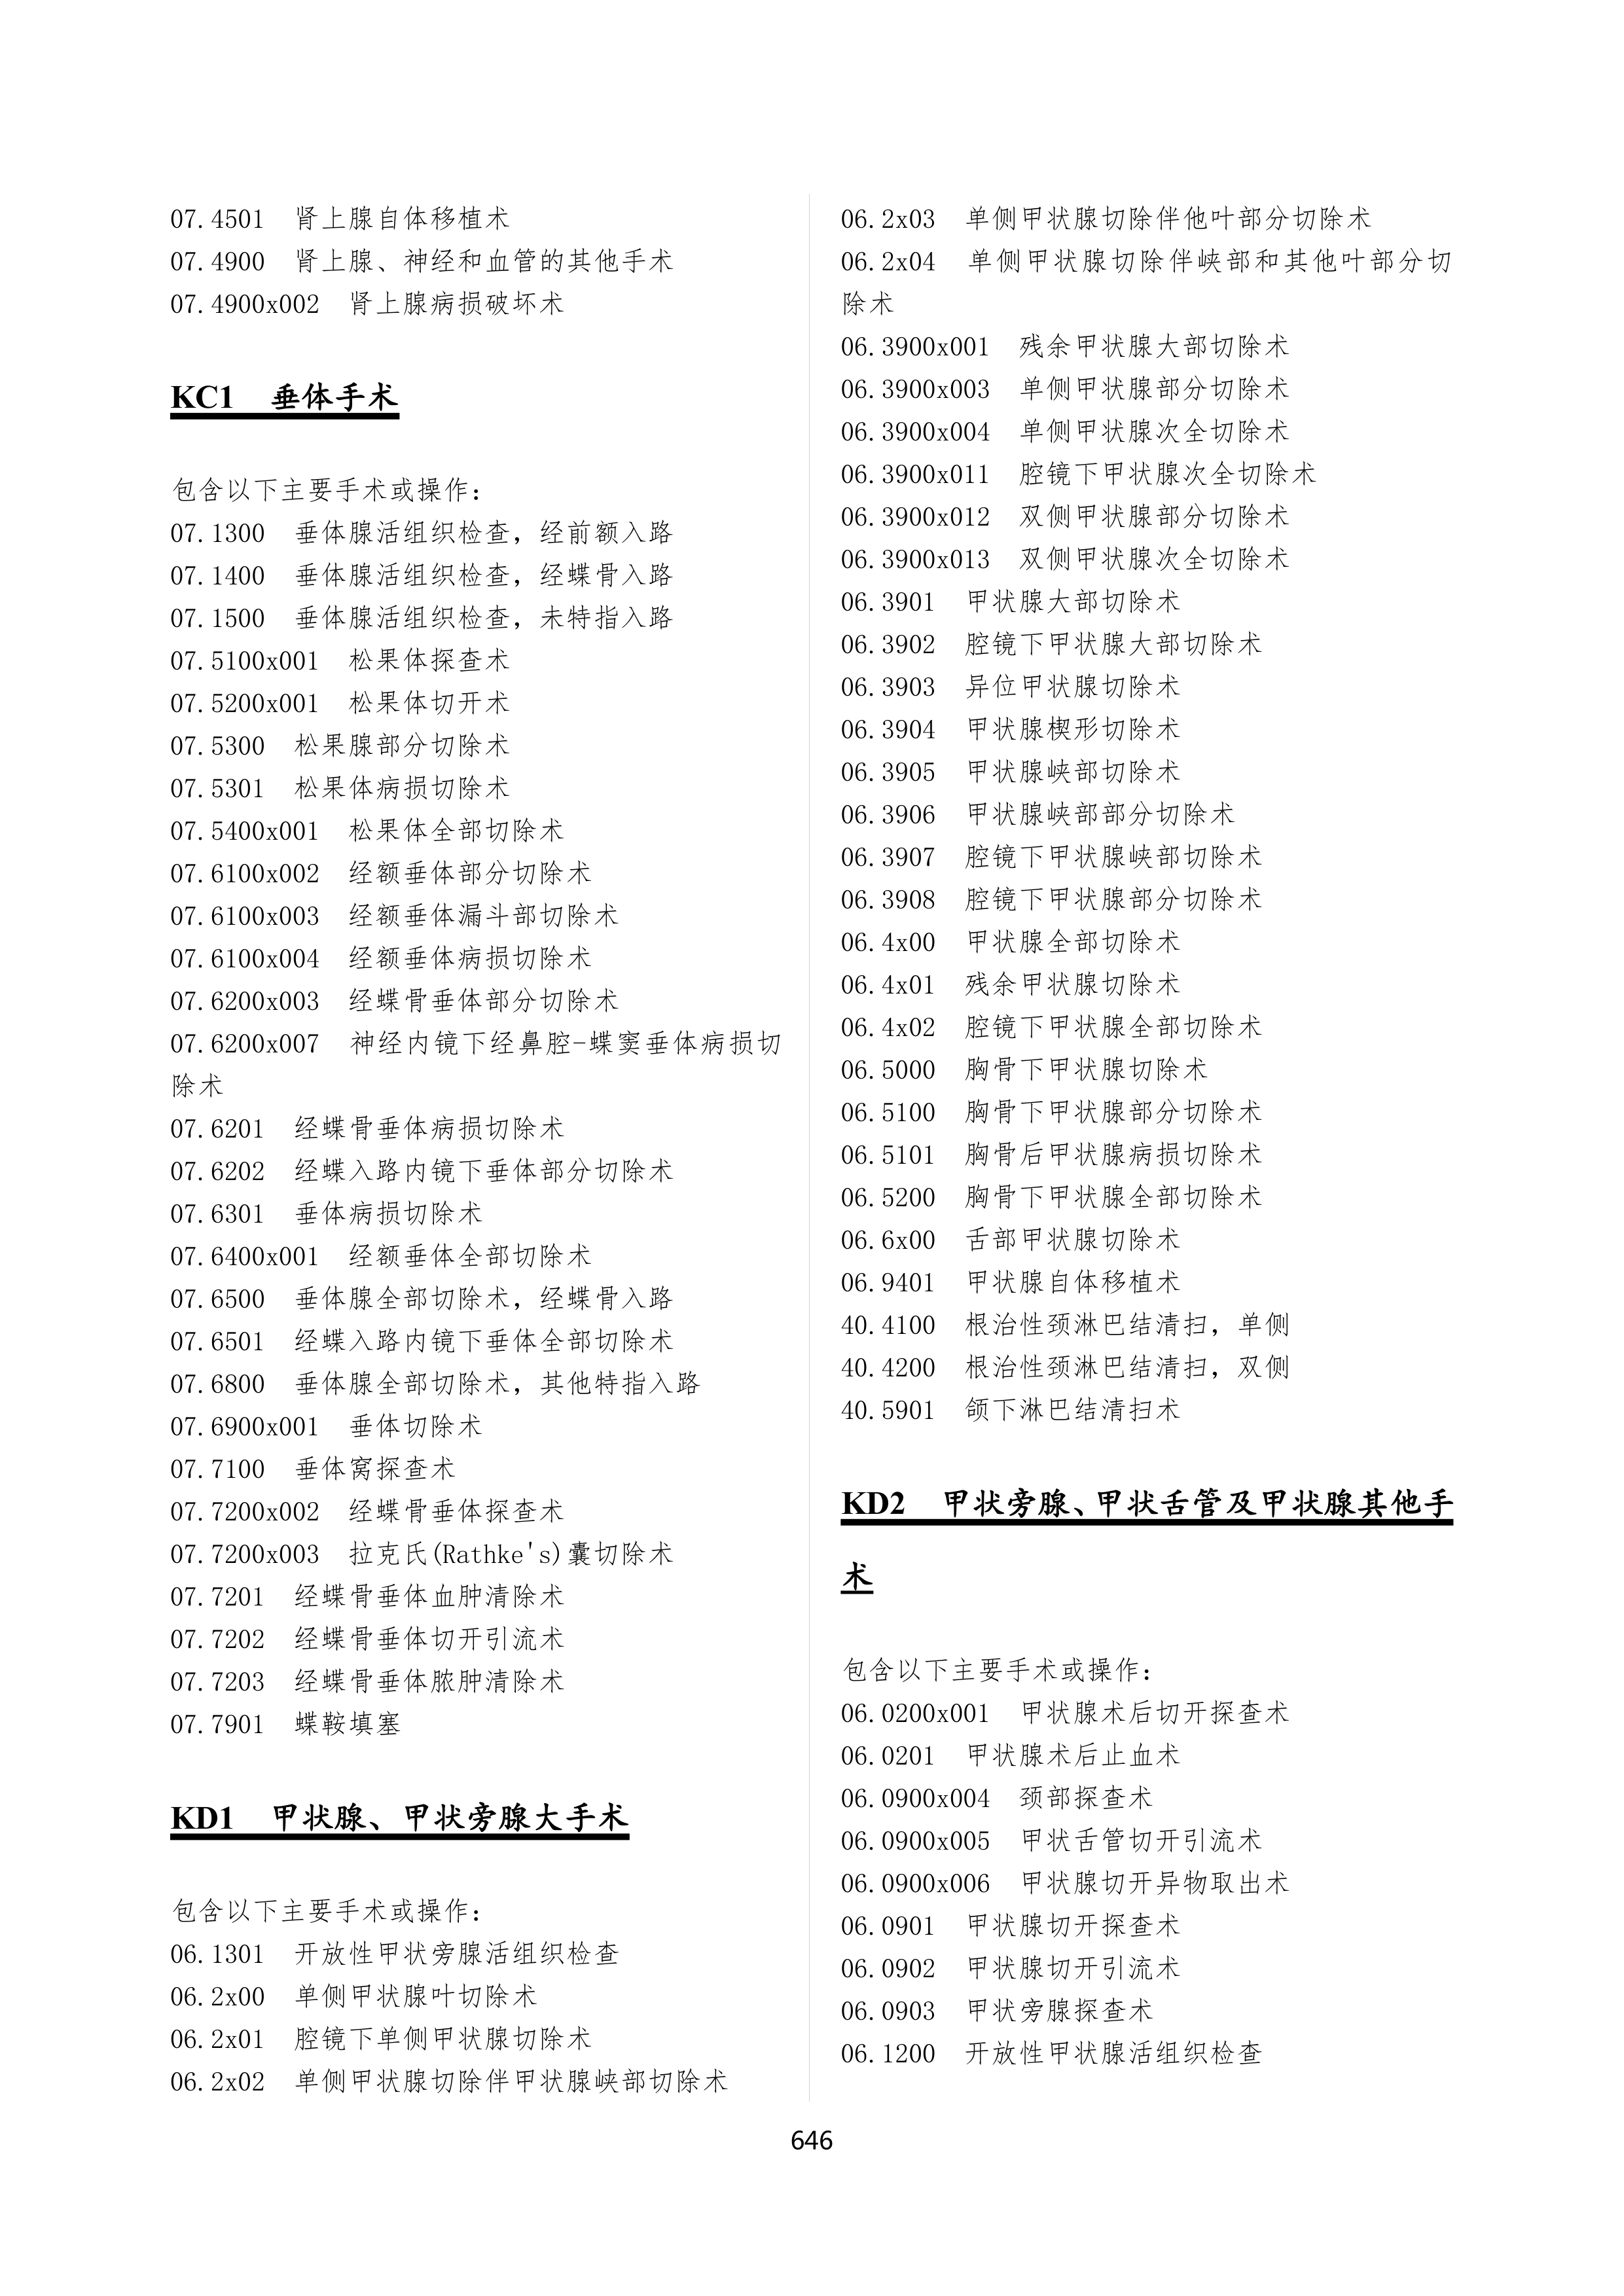 07.4501 肾上腺自体移植术
07.4900 肾上腺、神经和血管的其他手术
07.4900x002 肾上腺病损破坏术
KC1 垂体手术
包含以下主要手术或操作:
07.1300 垂体腺活组织检查，经前额入路
07.1400 垂体腺活组织检查，经蝶骨入路
07.1500 垂体腺活组织检查，未特指入路
07.5100x001 松果体探查术
07.5200x001 松果体切开术
07.5300 松果腺部分切除术
07.5301 松果体病损切除术
07.5400x001 松果体全部切除术
07.6100x002 经额垂体部分切除术
07.6100x003 经额垂体漏斗部切除术
07.6100x004 经额垂体病损切除术
07.6200x003 经蝶骨垂体部分切除术
07.6200x007 神经内镜下经鼻腔-蝶窦垂体病损切
除术
07.6201 经蝶骨垂体病损切除术
07.6202 经蝶入路内镜下垂体部分切除术
07.6301 垂体病损切除术
07.6400x001 经额垂体全部切除术
07.6500 垂体腺全部切除术，经蝶骨入路
07.6501 经蝶入路内镜下垂体全部切除术
07.6800 垂体腺全部切除术，其他特指入路
07.6900x001 垂体切除术
07.7100 垂体窝探查术
07.7200x002 经蝶骨垂体探查术
07.7200x003 拉克氏(Rathke's)囊切除术
07.7201 经蝶骨垂体血肿清除术
07.7202 经蝶骨垂体切开引流术
07.7203 经蝶骨垂体脓肿清除术
07.7901 蝶鞍填塞
KD1 甲状腺、甲状旁腺大手术
包含以下主要手术或操作:
06.1301 开放性甲状旁腺活组织检查
06.2x00 单侧甲状腺叶切除术
06.2x01 腔镜下单侧甲状腺切除术
06.2x02 单侧甲状腺切除伴甲状腺峡部切除术
06.2x03 单侧甲状腺切除伴他叶部分切除术
06.2x04 单侧甲状腺切除伴峡部和其他叶部分切
除术
06.3900x001 残余甲状腺大部切除术
06.3900x003 单侧甲状腺部分切除术
06.3900x004 单侧甲状腺次全切除术
06.3900x011 腔镜下甲状腺次全切除术
06.3900x012 双侧甲状腺部分切除术
06.3900x013 双侧甲状腺次全切除术
06.3901 甲状腺大部切除术
06.3902 腔镜下甲状腺大部切除术
06.3903 异位甲状腺切除术
06.3904 甲状腺楔形切除术
06.3905 甲状腺峡部切除术
06.3906 甲状腺峡部部分切除术
06.3907 腔镜下甲状腺峡部切除术
06.3908 腔镜下甲状腺部分切除术
06.4x00 甲状腺全部切除术
06.4x01 残余甲状腺切除术
06.4x02 腔镜下甲状腺全部切除术
06.5000 胸骨下甲状腺切除术
06.5100 胸骨下甲状腺部分切除术
06.5101 胸骨后甲状腺病损切除术
06.5200 胸骨下甲状腺全部切除术
06.6x00 舌部甲状腺切除术
06.9401 甲状腺自体移植术
40.4100 根治性颈淋巴结清扫，单侧
40.4200 根治性颈淋巴结清扫，双侧
40.5901 颌下淋巴结清扫术
KD2 甲状旁腺、甲状舌管及甲状腺其他手
术
包含以下主要手术或操作:
06.0200x001 甲状腺术后切开探查术
06.0201 甲状腺术后止血术
06.0900x004 颈部探查术
06.0900x005 甲状舌管切开引流术
06.0900x006 甲状腺切开异物取出术
06.0901 甲状腺切开探查术
06.0902 甲状腺切开引流术
06.0903 甲状旁腺探查术
06.1200 开放性甲状腺活组织检查
646